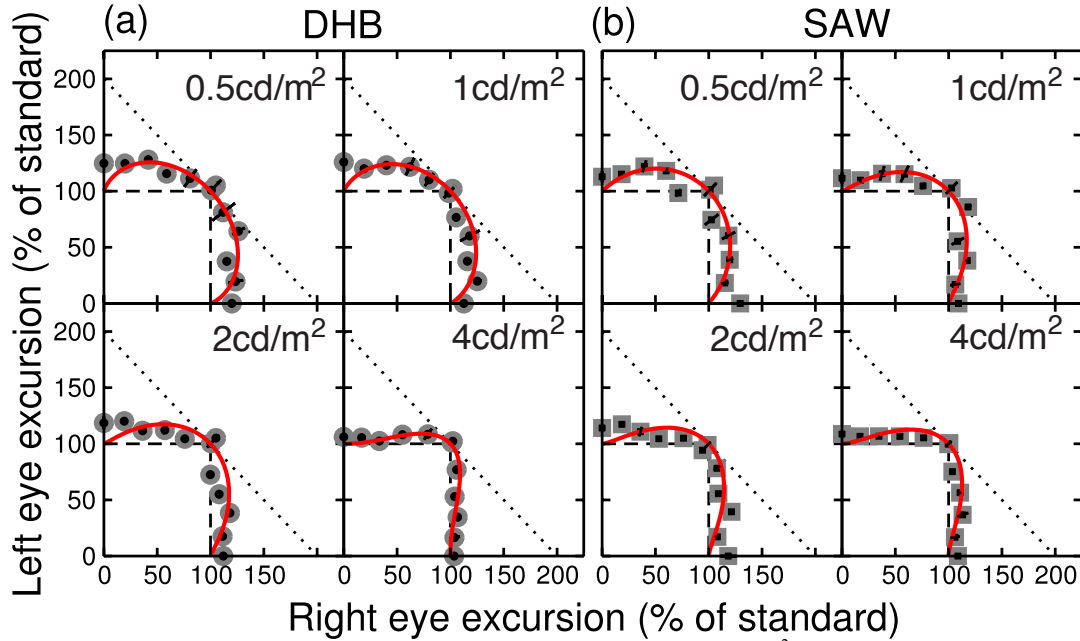 (a) DHB (b) SAW
Left eye excursion (% of standard)
200 0.5cd/m² 1cd/m² 0.5cd/m² 1cd/m²
150
100
50
0
200 2cd/m² 4cd/m² 2cd/m² 4cd/m²
150
100
50
0
0 50 100 150 0 50 100 150 200 0 50 100 150 0 50 100 150 200
Right eye excursion (% of standard)